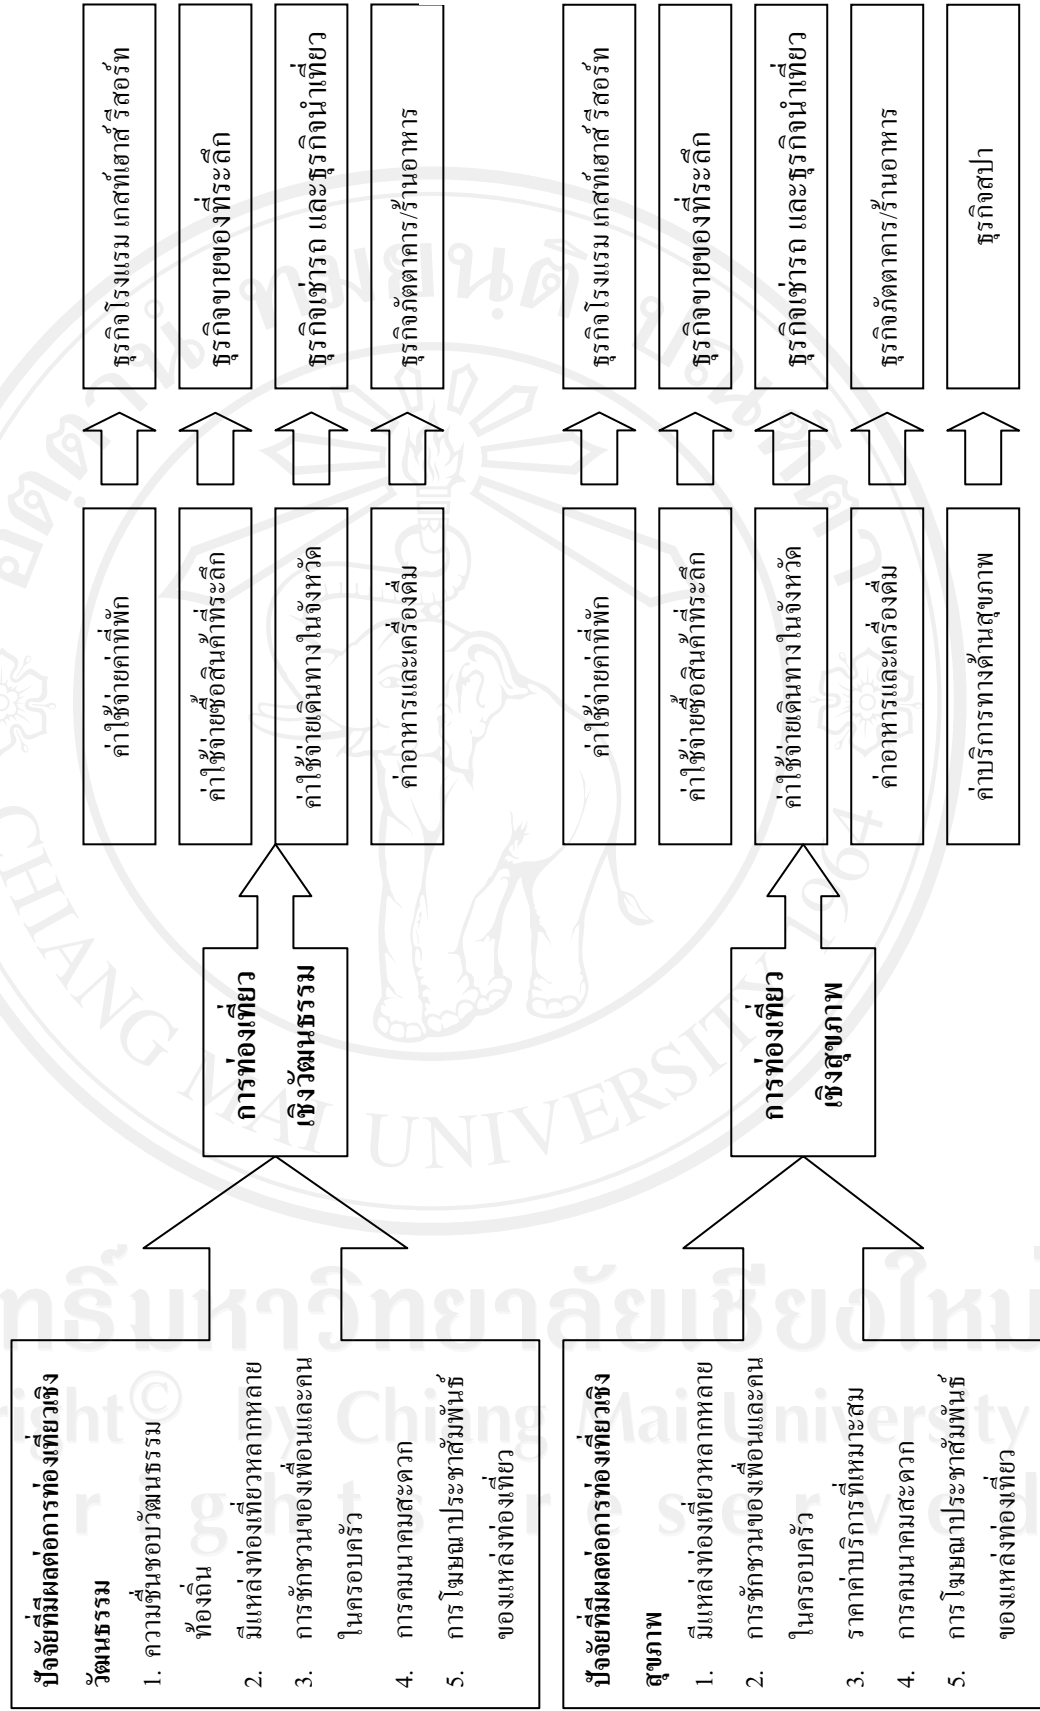 ปัจจัยที่มีผลต่อการท่องเที่ยวเชิง
วัฒนธรรม
1. ความชื่นชอบวัฒนธรรม
ท้องถิ่น
2. มีแหล่งท่องเที่ยวหลากหลาย
3. การชักชวนของเพื่อนและคน
ในครอบครัว
4. การคมนาคมสะดวก
5. การโฆษณาประชาสัมพันธ์
ของแหล่งท่องเที่ยว
การท่องเที่ยว
เชิงวัฒนธรรม
ค่าใช้จ่ายค่าที่พัก
ค่าใช้จ่ายซื้อสินค้าที่ระลึก
ค่าใช้จ่ายเดินทางในจังหวัด
ค่าอาหารและเครื่องดื่ม
ธุรกิจโรงแรม เกสท์เฮาส์ รีสอร์ท
ธุรกิจขายของที่ระลึก
ธุรกิจเช่ารถ และธุรกิจนำเที่ยว
ธุรกิจภัตตาคาร/ร้านอาหาร
ปัจจัยที่มีผลต่อการท่องเที่ยวเชิง
สุขภาพ
1. มีแหล่งท่องเที่ยวหลากหลาย
2. การชักชวนของเพื่อนและคน
ในครอบครัว
3. ราคาค่าบริการที่เหมาะสม
4. การคมนาคมสะดวก
5. การโฆษณาประชาสัมพันธ์
ของแหล่งท่องเที่ยว
การท่องเที่ยว
เชิงสุขภาพ
ค่าใช้จ่ายค่าที่พัก
ค่าใช้จ่ายซื้อสินค้าที่ระลึก
ค่าใช้จ่ายเดินทางในจังหวัด
ค่าอาหารและเครื่องดื่ม
ค่าบริการทางด้านสุขภาพ
ธุรกิจโรงแรม เกสท์เฮาส์ รีสอร์ท
ธุรกิจขายของที่ระลึก
ธุรกิจเช่ารถ และธุรกิจนำเที่ยว
ธุรกิจภัตตาคาร/ร้านอาหาร
ธุรกิจสปา
CHIANG MAI UNIVERSITY 1964
มหาวิทยาลัยเชียงใหม่
© by Chiang Mai University
reserved